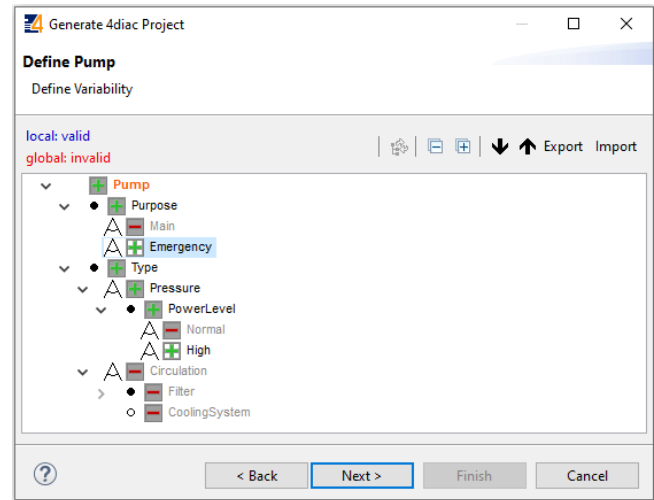 Generate 4diac Project
Define Pump
Define Variability
local: valid
global: invalid
Export Import
Pump
Purpose
Main
Emergency
Type
Pressure
PowerLevel
Normal
High
Circulation
Filter
CoolingSystem
? < Back Next > Finish Cancel